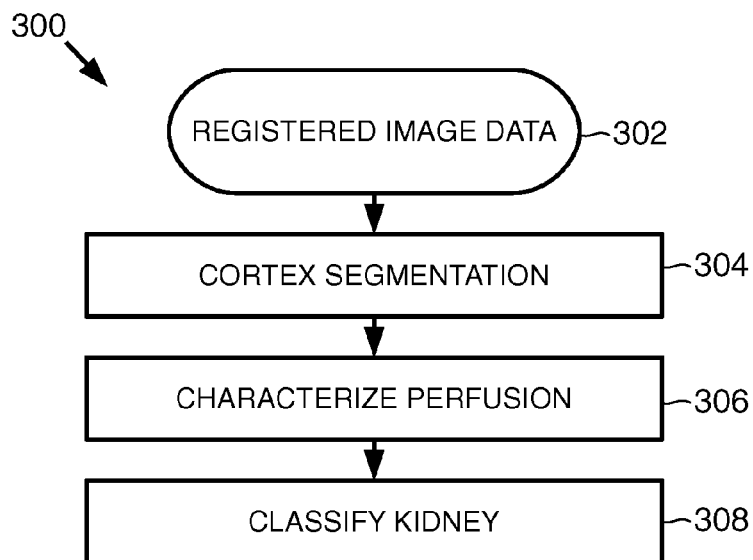 300
REGISTERED IMAGE DATA
302
CORTEX SEGMENTATION
304
CHARACTERIZE PERFUSION
306
CLASSIFY KIDNEY
308